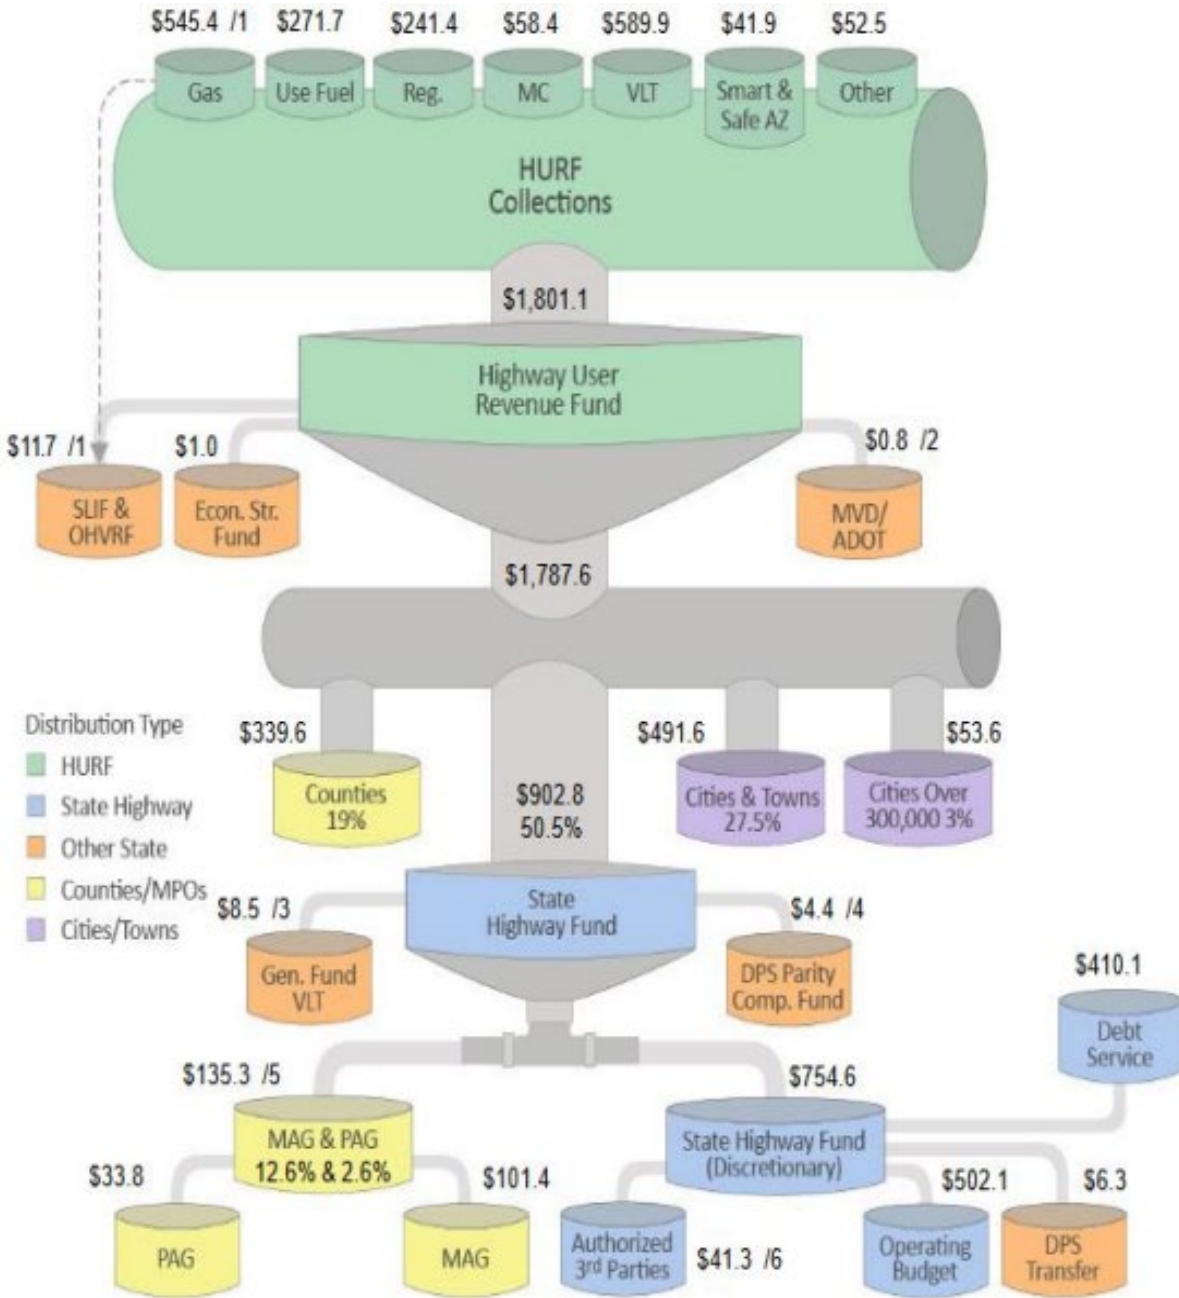 $545.4 /1
$271.7
$241.4
$58.4
$589.9
$41.9
$52.5
Gas
Use Fuel
Reg.
MC
VLT
Smart &
Safe AZ
Other
HURF
Collections
$1,801.1
Highway User
Revenue Fund
$11.7 /1
$1.0
$0.8 /2
SLIF &
OHVRF
Econ. Str.
Fund
MVD/
ADOT
$1,787.6
Distribution Type
HURF
State Highway
Other State
Counties/MPOs
Cities/Towns
$339.6
Counties
19%
$902.8
50.5%
$491.6
Cities & Towns
27.5%
$53.6
Cities Over
300,000 3%
State
Highway Fund
$8.5 /3
Gen. Fund
VLT
$4.4 /4
DPS Parity
Comp. Fund
$410.1
Debt
Service
$135.3 /5
MAG & PAG
12.6% & 2.6%
$754.6
State Highway Fund
(Discretionary)
$33.8
PAG
$101.4
MAG
Authorized
3rd Parties
$41.3 /6
$502.1
Operating
Budget
$6.3
DPS
Transfer